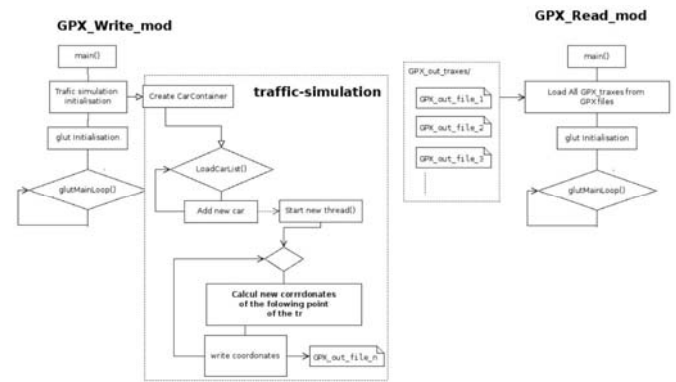 GPX_Write_mod
main()
Trafic simulation
initialisation
glut Initialisation
glutMainLoop()
traffic-simulation
Create CarContainer
LoadCarList()
Add new car
Start new thread()
Calcul new corrrdonates
of the folowing point
of the tr
write coordonates
GPX_out_file_n
GPX_out_traxes/
GPX_out_file_1
GPX_out_file_2
GPX_out_file_3
GPX_Read_mod
main()
Load All GPX_traxes from
GPX files
glut Initialisation
glutMainLoop()